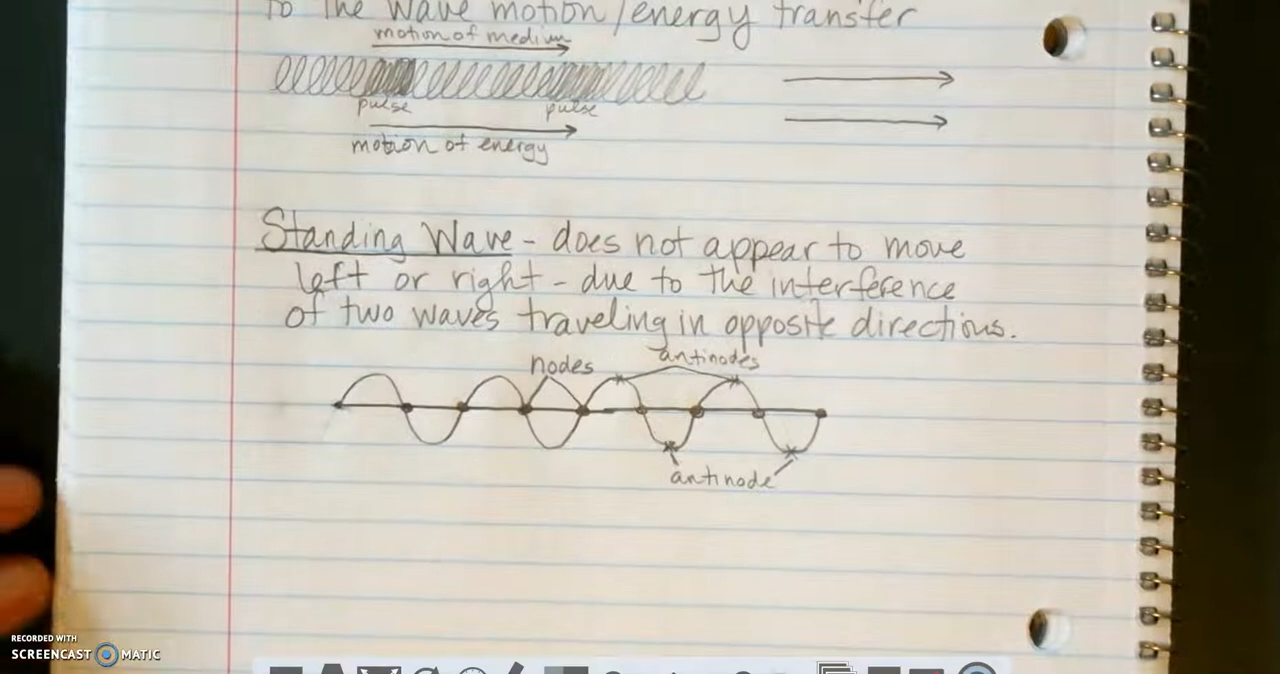 to the wave motion/energy transfer
motion of medium
pulse pulse
motion of energy
Standing Wave - does not appear to move
left or right - due to the interference
of two waves traveling in opposite directions.
nodes antinodes
antinode
RECORDED WITH
SCREENCAST MATIC